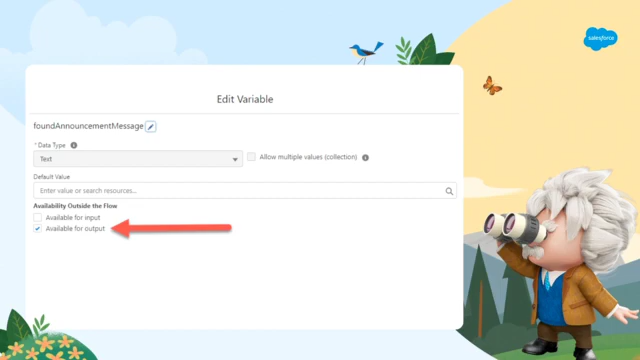 salesforce
Edit Variable
foundAnnouncementMessage
* Data Type
Text
Allow multiple values (collection)
Default Value
Enter value or search resources...
Availability Outside the Flow
Available for input
Available for output